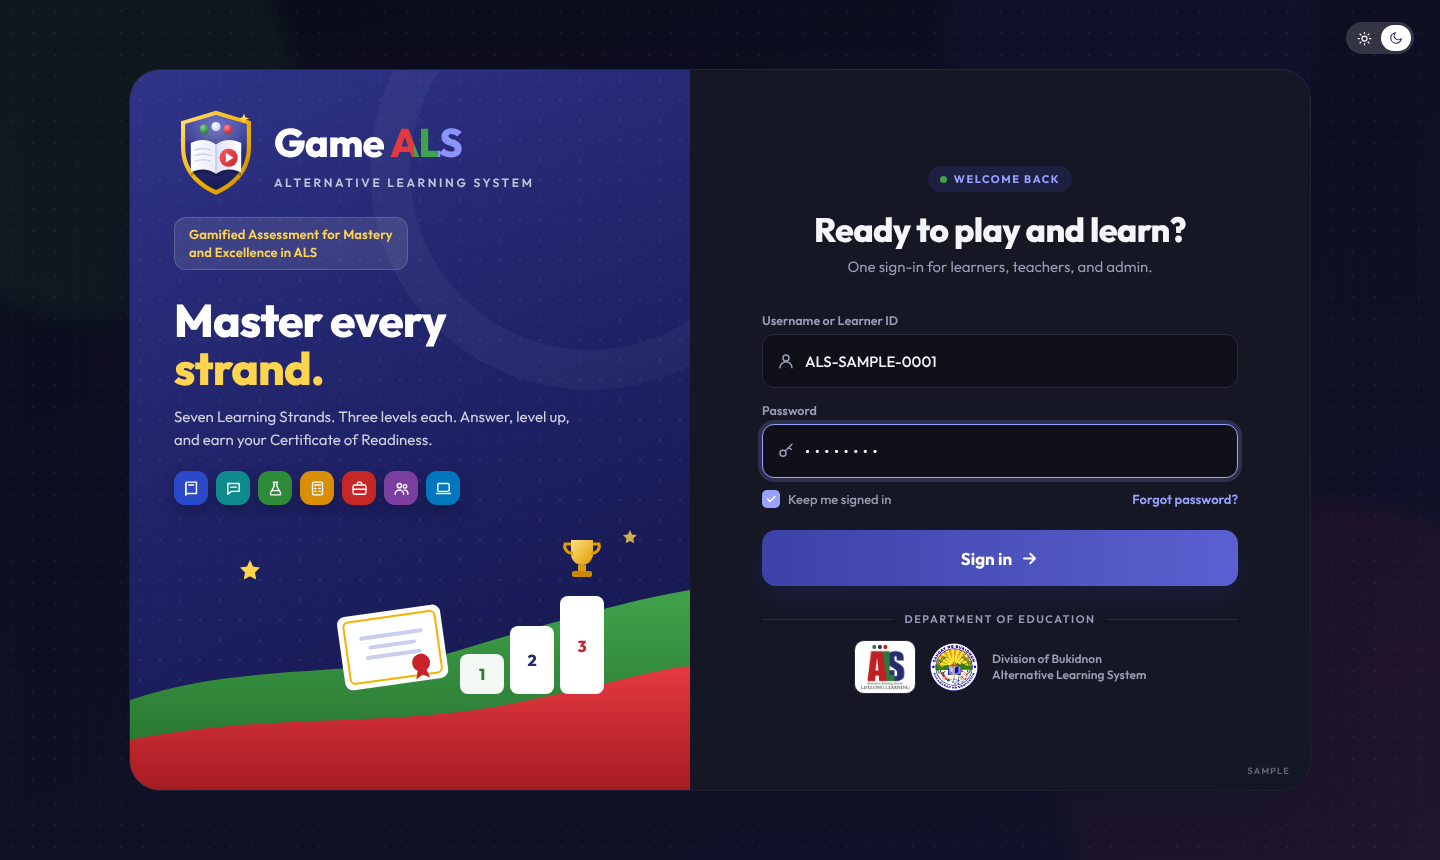 Game ALS
ALTERNATIVE LEARNING SYSTEM
Gamified Assessment for Mastery
and Excellence in ALS
Master every
strand.
Seven Learning Strands. Three levels each. Answer, level up,
and earn your Certificate of Readiness.
1
2
3
WELCOME BACK
Ready to play and learn?
One sign-in for learners, teachers, and admin.
Username or Learner ID
ALS-SAMPLE-0001
Password
Keep me signed in
Forgot password?
Sign in
DEPARTMENT OF EDUCATION
ALS
LIFELONG LEARNING
Division of Bukidnon
Alternative Learning System
SAMPLE